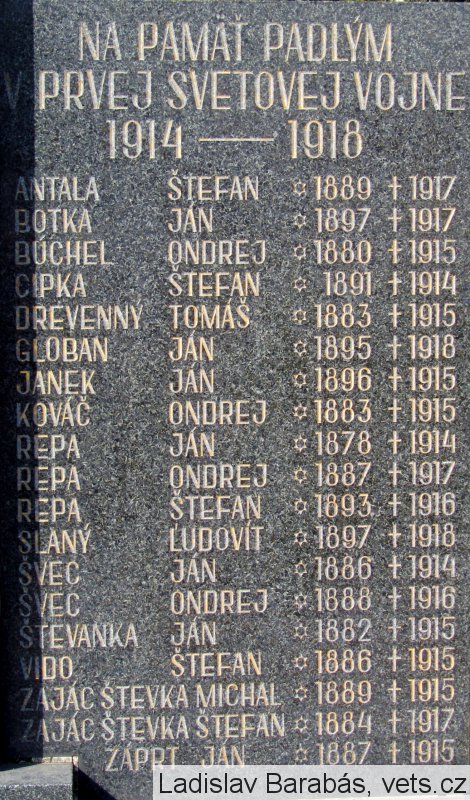 NA PAMÄŤ PADLÝM
V PRVEJ SVETOVEJ VOJNE
1914 — 1918
ANTALA ŠTEFAN ✡ 1889 † 1917
BOTKA JÁN ✡ 1897 † 1917
BÚCHEL ONDREJ ✡ 1880 † 1915
CIPKA ŠTEFAN ✡ 1891 † 1914
DREVENNÝ TOMÁŠ ✡ 1883 † 1915
GLOBAN JÁN ✡ 1895 † 1918
JANEK JÁN ✡ 1896 † 1915
KOVÁČ ONDREJ ✡ 1883 † 1915
REPA JÁN ✡ 1878 † 1914
REPA ONDREJ ✡ 1887 † 1917
REPA ŠTEFAN ✡ 1893 † 1916
SLANÝ ĽUDOVÍT ✡ 1897 † 1918
ŠVEC JÁN ✡ 1886 † 1914
ŠVEC ONDREJ ✡ 1888 † 1916
ŠTEVANKA JÁN ✡ 1882 † 1915
VIDO ŠTEFAN ✡ 1886 † 1915
ZAJÁC ŠTEVKA MICHAL ✡ 1889 † 1915
ZAJÁC ŠTEVKA ŠTEFAN ✡ 1884 † 1917
ZÁPRT JÁN ✡ 1887 † 1915
Ladislav Barabás, vets.cz